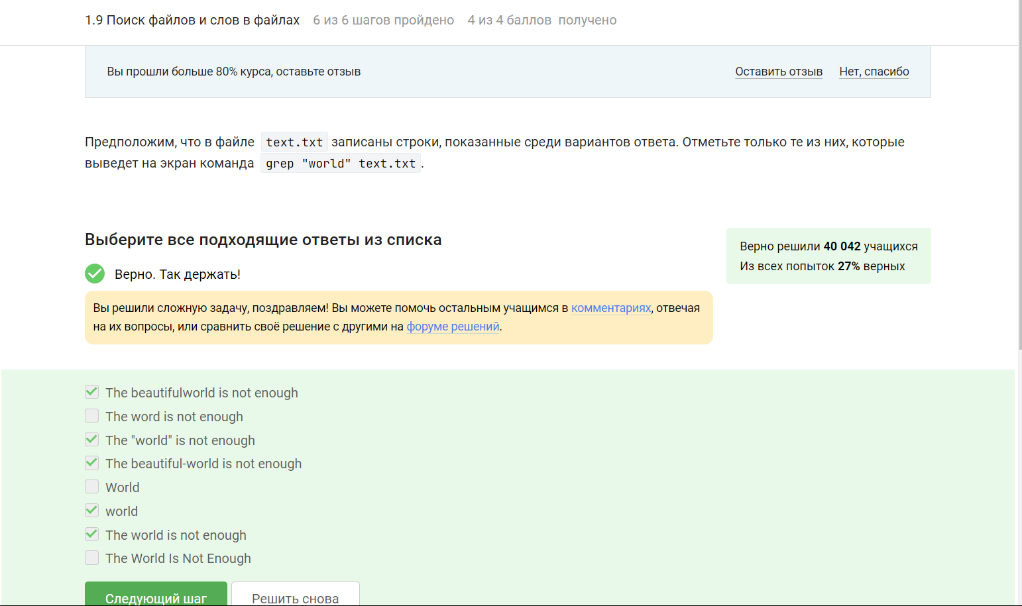 1.9 Поиск файлов и слов в файлах 6 из 6 шагов пройдено 4 из 4 баллов получено
Вы прошли больше 80% курса, оставьте отзыв Оставить отзыв Нет, спасибо
Предположим, что в файле text.txt записаны строки, показанные среди вариантов ответа. Отметьте только те из них, которые
выведет на экран команда grep "world" text.txt.
Выберите все подходящие ответы из списка
Верно решили 40 042 учащихся
Из всех попыток 27% верных
Верно. Так держать!
Вы решили сложную задачу, поздравляем! Вы можете помочь остальным учащимся в комментариях, отвечая
на их вопросы, или сравнить своё решение с другими на форуме решений.
The beautifulworld is not enough
The word is not enough
The "world" is not enough
The beautiful-world is not enough
World
world
The world is not enough
The World Is Not Enough
Следующий шаг Решить снова